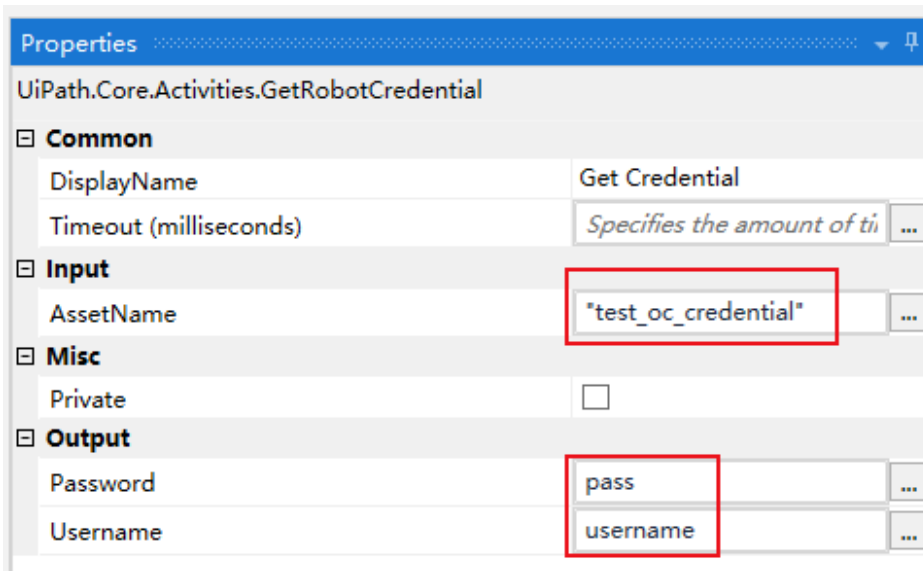 Properties
UiPath.Core.Activities.GetRobotCredential
Common
DisplayName Get Credential
Timeout (milliseconds) Specifies the amount of ti ...
Input
AssetName "test_oc_credential" ...
Misc
Private
Output
Password pass ...
Username username ...